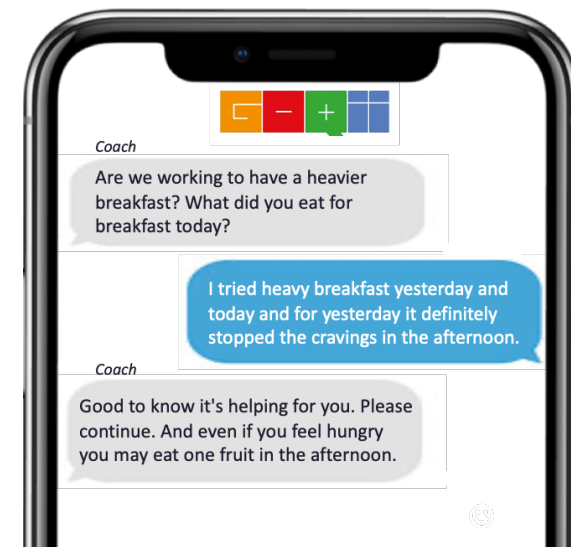 Coach
Are we working to have a heavier
breakfast? What did you eat for
breakfast today?
I tried heavy breakfast yesterday and
today and for yesterday it definitely
stopped the cravings in the afternoon.
Coach
Good to know it's helping for you. Please
continue. And even if you feel hungry
you may eat one fruit in the afternoon.